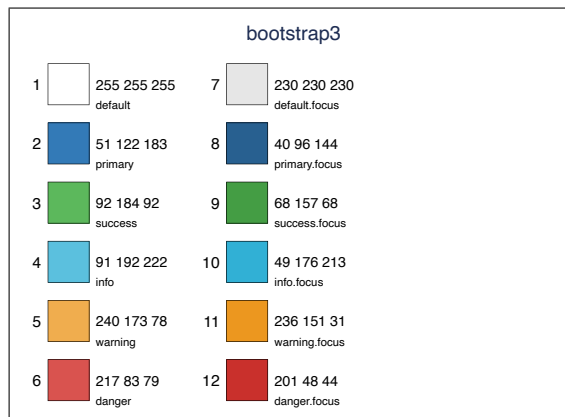 bootstrap3
1 255 255 255
default
2 51 122 183
primary
3 92 184 92
success
4 91 192 222
info
5 240 173 78
warning
6 217 83 79
danger
7 230 230 230
default.focus
8 40 96 144
primary.focus
9 68 157 68
success.focus
10 49 176 213
info.focus
11 236 151 31
warning.focus
12 201 48 44
danger.focus